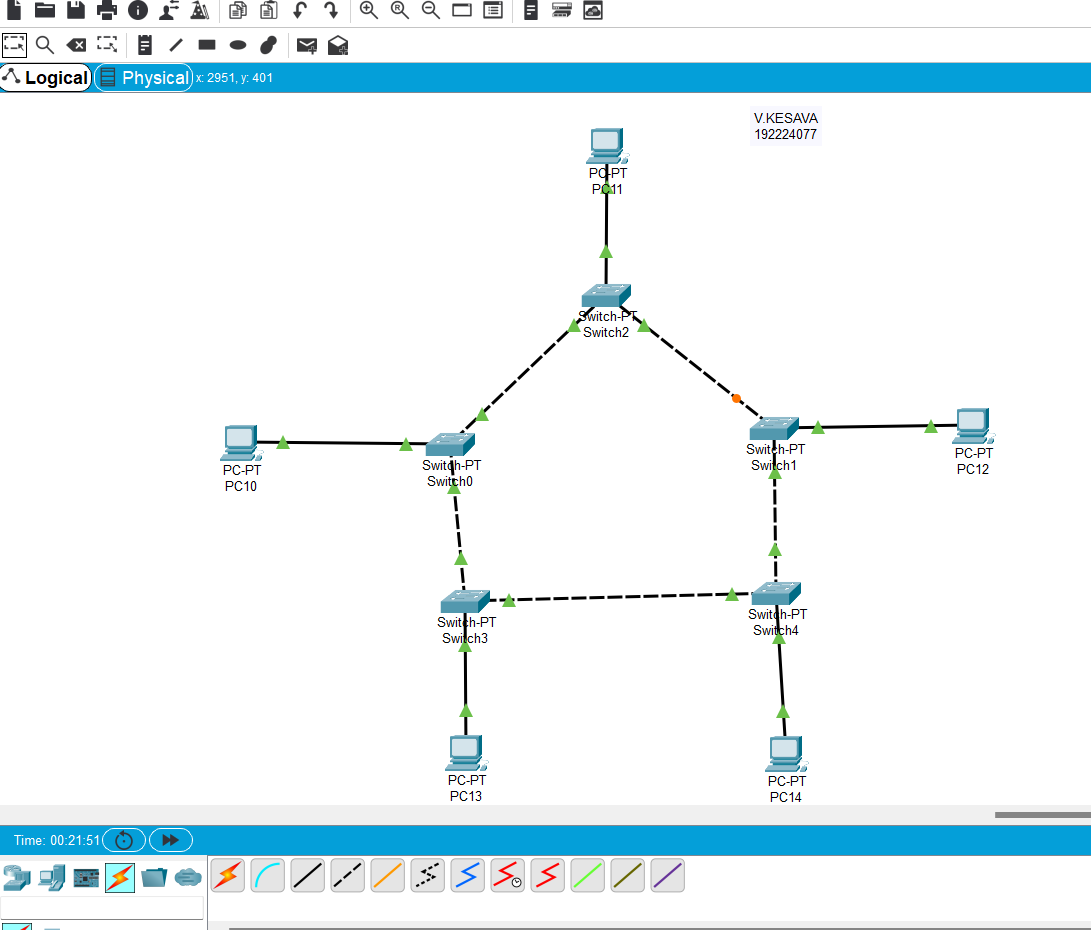 Logical
Physical
x: 2951, y: 401
V.KESAVA
192224077
PC-PT
PC11
Switch-PT
Switch2
PC-PT
PC10
Switch-PT
Switch0
Switch-PT
Switch1
PC-PT
PC12
Switch-PT
Switch3
Switch-PT
Switch4
PC-PT
PC13
PC-PT
PC14
Time: 00:21:51